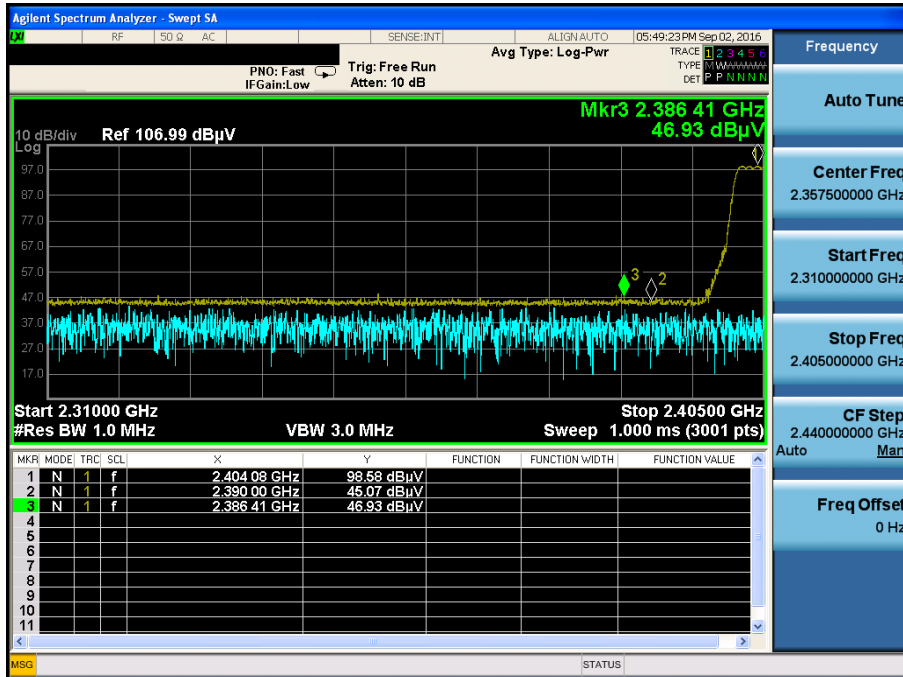 Agilent Spectrum Analyzer - Swept SA
LXI RF 50 Ω AC SENSE:INT ALIGN AUTO 05:49:23 PM Sep 02, 2016
Avg Type: Log-Pwr
TRACE 1 2 3 4 5 6
TYPE M
DET P P N N N N
PNO: Fast
IFGain:Low
Trig: Free Run
Atten: 10 dB
Frequency
Auto Tune
Center Freq
2.357500000 GHz
Start Freq
2.310000000 GHz
Stop Freq
2.405000000 GHz
CF Step
2.440000000 GHz
Auto Man
Freq Offset
0 Hz
Mkr3 2.386 41 GHz
46.93 dBµV
10 dB/div Ref 106.99 dBµV
Log
97.0
87.0
77.0
67.0
57.0
47.0
37.0
27.0
17.0
1
3
2
Start 2.31000 GHz Stop 2.40500 GHz
#Res BW 1.0 MHz VBW 3.0 MHz Sweep 1.000 ms (3001 pts)
MKR MODE TRC SCL X Y FUNCTION FUNCTION WIDTH FUNCTION VALUE
1 N 1 f 2.404 08 GHz 98.58 dBµV
2 N 1 f 2.390 00 GHz 45.07 dBµV
3 N 1 f 2.386 41 GHz 46.93 dBµV
4
5
6
7
8
9
10
11
MSG STATUS